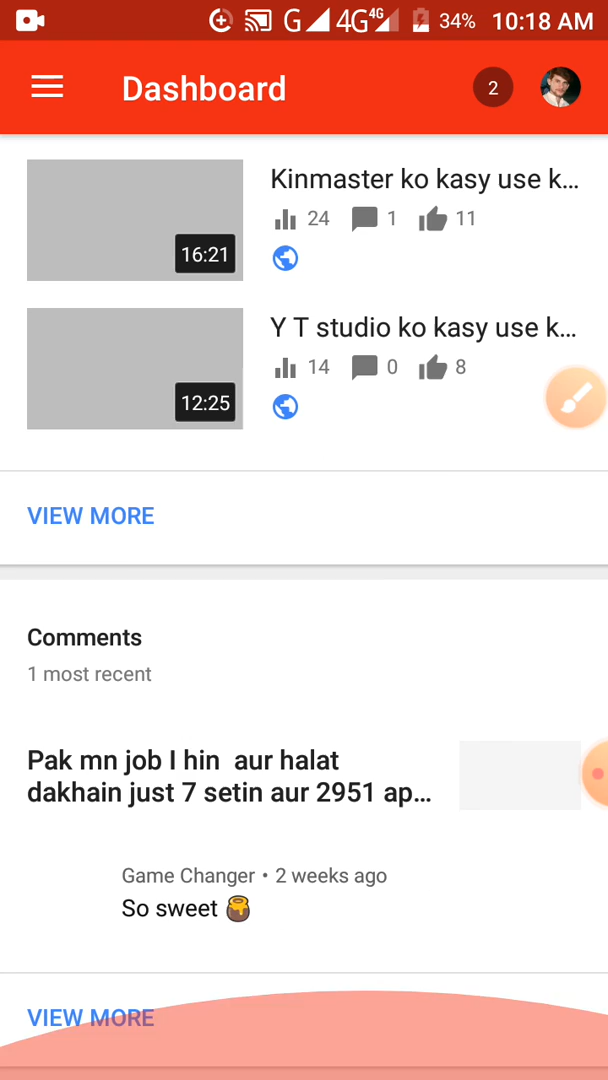 G 4G 4G 34% 10:18 AM
Dashboard 2
16:21
Kinmaster ko kasy use k...
24 1 11
12:25
Y T studio ko kasy use k...
14 0 8
VIEW MORE
Comments
1 most recent
Pak mn job I hin aur halat
dakhain just 7 setin aur 2951 ap...
Game Changer • 2 weeks ago
So sweet 🍯
VIEW MORE